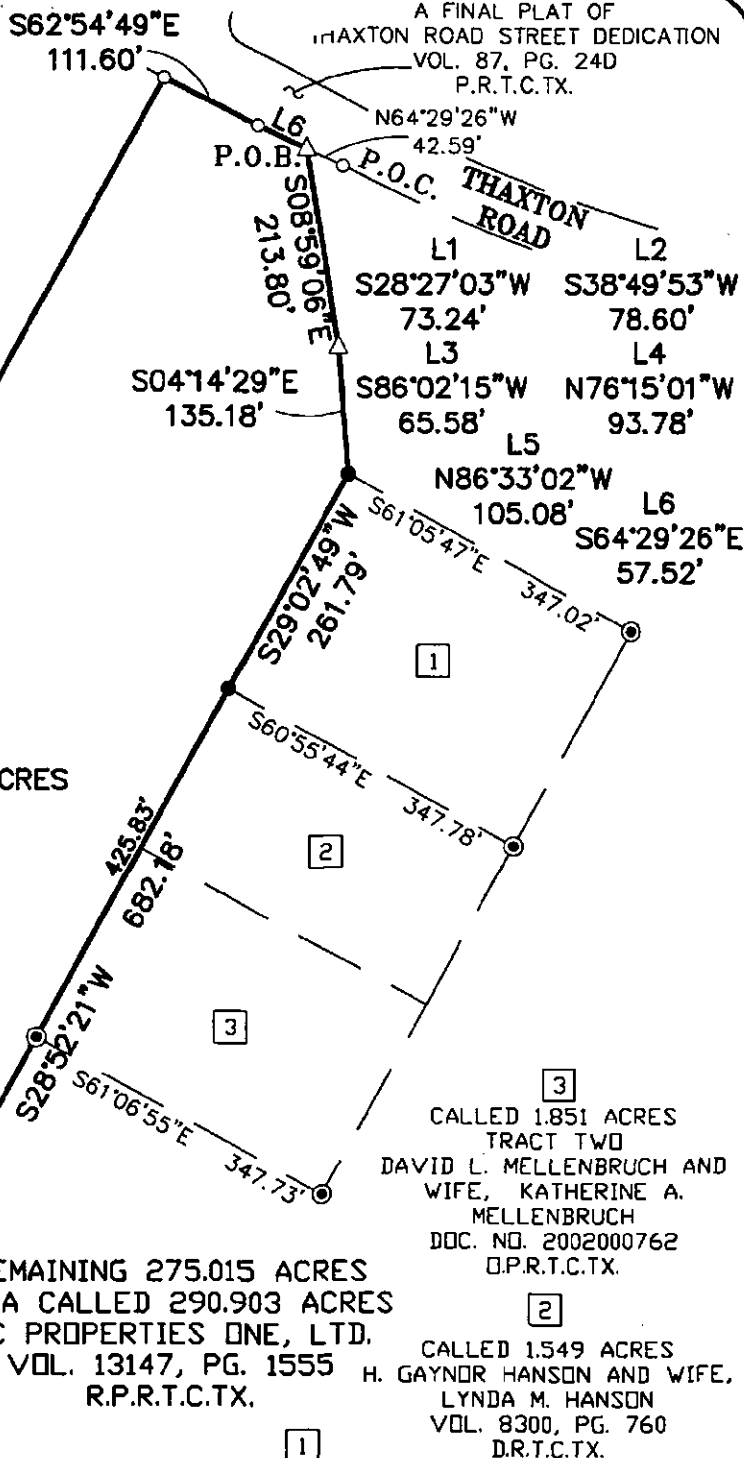 A FINAL PLAT OF
THAXTON ROAD STREET DEDICATION
VOL. 87, PG. 24D
P.R.T.C.TX.
S62°54'49"E
111.60'
N64°29'26"W
42.59'
L6
P.O.B.
P.O.C.
THAXTON
ROAD
S08°59'06"E
213.80'
L1
S28°27'03"W
73.24'
L2
S38°49'53"W
78.60'
L3
S86°02'15"W
65.58'
L4
N76°15'01"W
93.78'
L5
N86°33'02"W
105.08'
L6
S64°29'26"E
57.52'
S04°14'29"E
135.18'
S61°05'47"E
347.02'
S29°02'49"W
261.79'
1
S60°55'44"E
347.78'
CRES
425.83'
682.18'
2
S28°52'21"W
3
S61°06'55"E
347.73'
3
CALLED 1.851 ACRES
TRACT TWO
DAVID L. MELLENBRUCH AND
WIFE, KATHERINE A.
MELLENBRUCH
DOC. NO. 2002000762
O.P.R.T.C.TX.
EMAINING 275.015 ACRES
A CALLED 290.903 ACRES
C PROPERTIES ONE, LTD.
VOL. 13147, PG. 1555
R.P.R.T.C.TX.
2
CALLED 1.549 ACRES
H. GAYNOR HANSON AND WIFE,
LYNDA M. HANSON
VOL. 8300, PG. 760
D.R.T.C.TX.
1